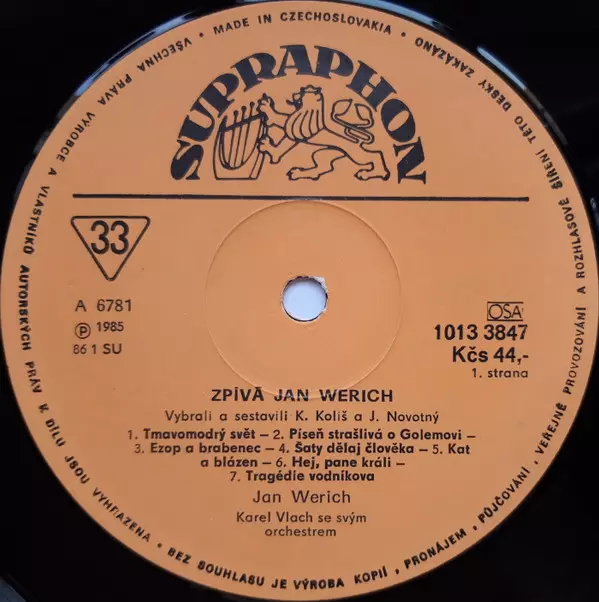 MADE IN CZECHOSLOVAKIA • VŠECHNA PRÁVA VÝROBCE A VLASTNÍKŮ AUTORSKÝCH PRÁV K DÍLU JSOU VYHRAZENA • BEZ SOUHLASU JE VÝROBA KOPIÍ, PRONÁJEM, PŮJČOVÁNÍ, VEŘEJNÉ PROVOZOVÁNÍ A ROZHLASOVÉ ŠÍŘENÍ TÉTO DESKY ZAKÁZÁNO •
SUPRAPHON
33
A 6781
Ⓟ 1985
86 1 SU
OSA
1013 3847
Kčs 44,-
1. strana
ZPÍVÁ JAN WERICH
Vybrali a sestavili K. Koliš a J. Novotný
1. Tmavomodrý svět – 2. Píseň strašlivá o Golemovi –
3. Ezop a brabenec – 4. Šaty dělaj člověka – 5. Kat
a blázen – 6. Hej, pane králi –
7. Tragédie vodníkova
Jan Werich
Karel Vlach se svým
orchestrem